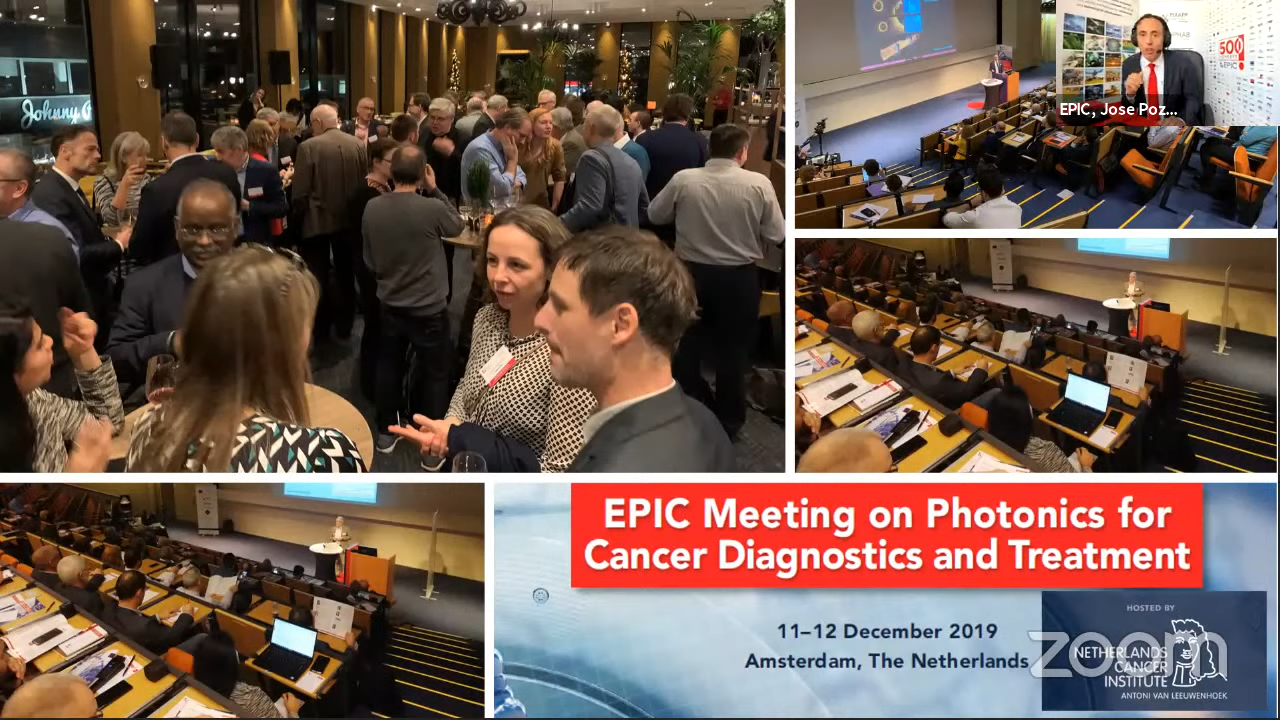 Johnny
500
EPIC
EPIC, Jose Poz...
EPIC Meeting on Photonics for
Cancer Diagnostics and Treatment
11–12 December 2019
Amsterdam, The Netherlands
HOSTED BY
NETHERLANDS
CANCER
INSTITUTE
ANTONI VAN LEEUWENHOEK
zoom